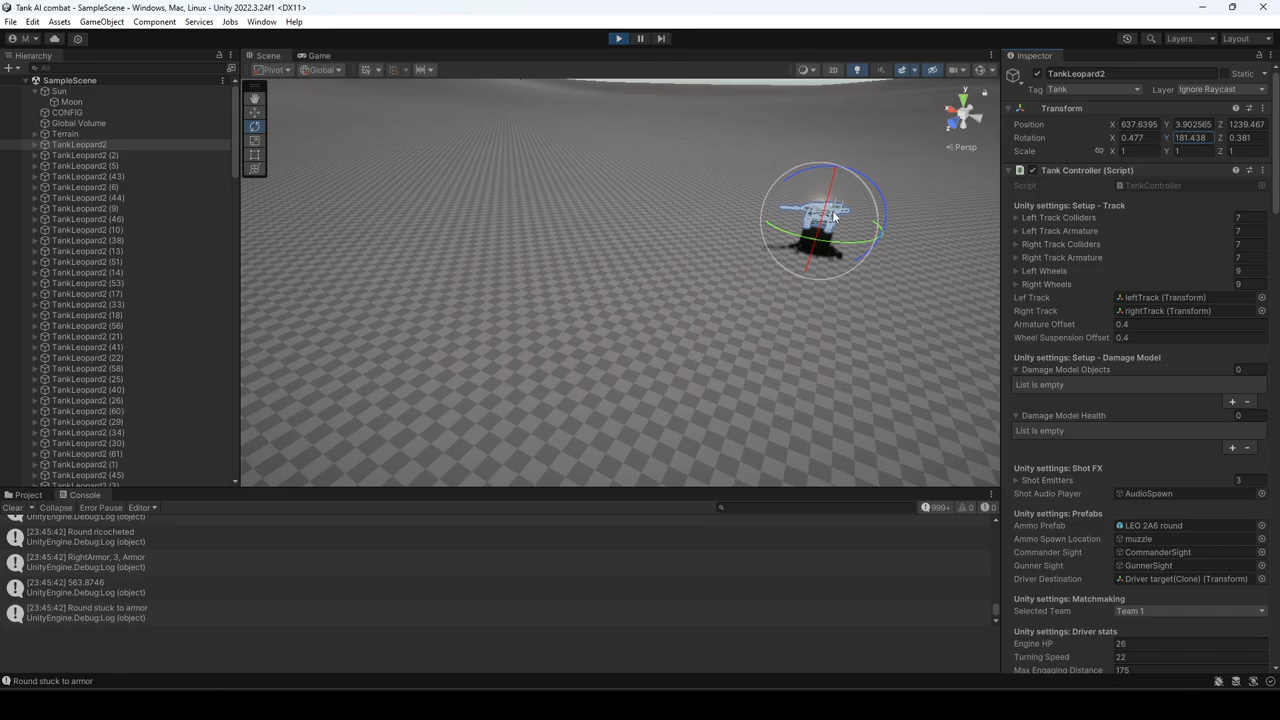 Tank AI combat - SampleScene - Windows, Mac, Linux - Unity 2022.3.24f1 <DX11>
File Edit Assets GameObject Component Services Jobs Window Help
M
Layers Layout
Hierarchy
All
SampleScene
Sun
Moon
CONFIG
Global Volume
Terrain
TankLeopard2
TankLeopard2 (2)
TankLeopard2 (5)
TankLeopard2 (43)
TankLeopard2 (6)
TankLeopard2 (44)
TankLeopard2 (9)
TankLeopard2 (46)
TankLeopard2 (10)
TankLeopard2 (38)
TankLeopard2 (13)
TankLeopard2 (51)
TankLeopard2 (14)
TankLeopard2 (53)
TankLeopard2 (17)
TankLeopard2 (33)
TankLeopard2 (18)
TankLeopard2 (56)
TankLeopard2 (21)
TankLeopard2 (41)
TankLeopard2 (22)
TankLeopard2 (58)
TankLeopard2 (25)
TankLeopard2 (40)
TankLeopard2 (26)
TankLeopard2 (60)
TankLeopard2 (29)
TankLeopard2 (34)
TankLeopard2 (30)
TankLeopard2 (61)
TankLeopard2 (1)
TankLeopard2 (45)
TankLeopard2 (3)
Scene Game
Pivot Global 2D
y
z
Persp
Project Console
Clear Collapse Error Pause Editor 999+ 0 0
UnityEngine.Debug:Log (object)
[23:45:42] Round ricocheted
UnityEngine.Debug:Log (object)
[23:45:42] RightArmor, 3, Armor
UnityEngine.Debug:Log (object)
[23:45:42] 563.8746
UnityEngine.Debug:Log (object)
[23:45:42] Round stuck to armor
UnityEngine.Debug:Log (object)
Round stuck to armor
Inspector
TankLeopard2 Static
Tag Tank Layer Ignore Raycast
Transform
Position X 637.6395 Y 3.902565 Z 1239.467
Rotation X 0.477 Y 181.438 Z 0.381
Scale X 1 Y 1 Z 1
Tank Controller (Script)
Script TankController
Unity settings: Setup - Track
Left Track Colliders 7
Left Track Armature 7
Right Track Colliders 7
Right Track Armature 7
Left Wheels 9
Right Wheels 9
Lef Track leftTrack (Transform)
Right Track rightTrack (Transform)
Armature Offset 0.4
Wheel Suspension Offset 0.4
Unity settings: Setup - Damage Model
Damage Model Objects 0
List is empty
+ -
Damage Model Health 0
List is empty
+ -
Unity settings: Shot FX
Shot Emitters 3
Shot Audio Player AudioSpawn
Unity settings: Prefabs
Ammo Prefab LEO 2A6 round
Ammo Spawn Location muzzle
Commander Sight CommanderSight
Gunner Sight GunnerSight
Driver Destination Driver target(Clone) (Transform)
Unity settings: Matchmaking
Selected Team Team 1
Unity settings: Driver stats
Engine HP 26
Turning Speed 22
Max Engaging Distance 175